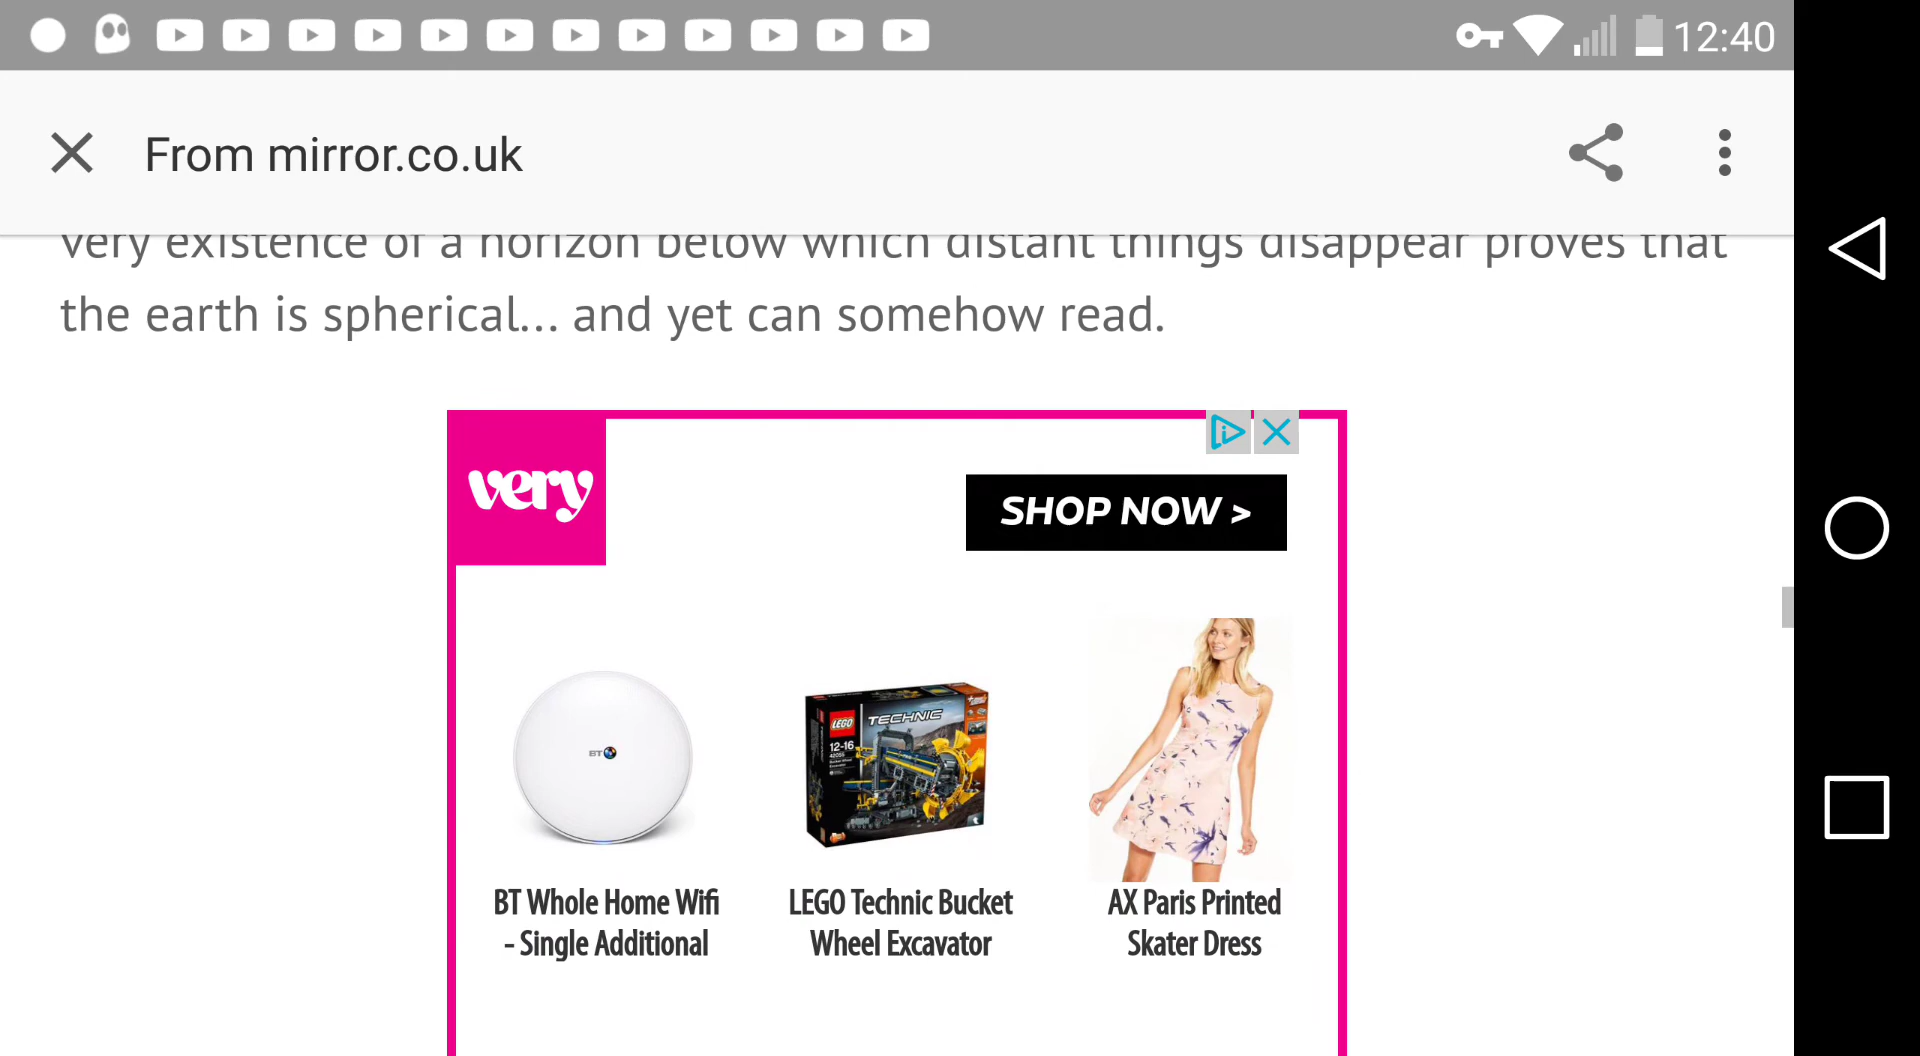 12:40
From mirror.co.uk
very existence of a horizon below which distant things disappear proves that
the earth is spherical... and yet can somehow read.
very
SHOP NOW >
BT
LEGO
TECHNIC
12-16
42055
BT Whole Home Wifi
- Single Additional
LEGO Technic Bucket
Wheel Excavator
AX Paris Printed
Skater Dress